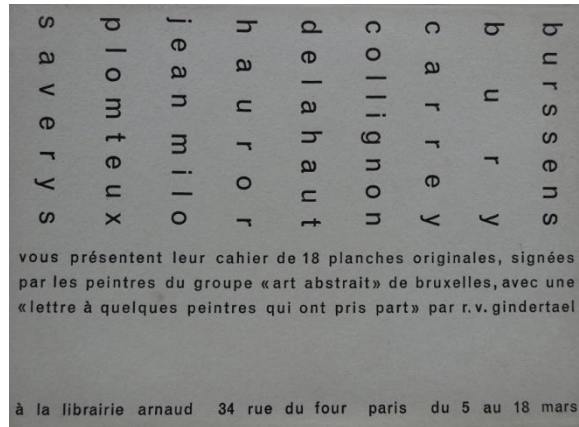 burssens
bury
carrey
collignon
delahaut
hauror
jean milo
plomteux
saverys
vous présentent leur cahier de 18 planches originales, signées
par les peintres du groupe «art abstrait» de bruxelles, avec une
«lettre à quelques peintres qui ont pris part» par r. v. gindertael
à la librairie arnaud 34 rue du four paris du 5 au 18 mars